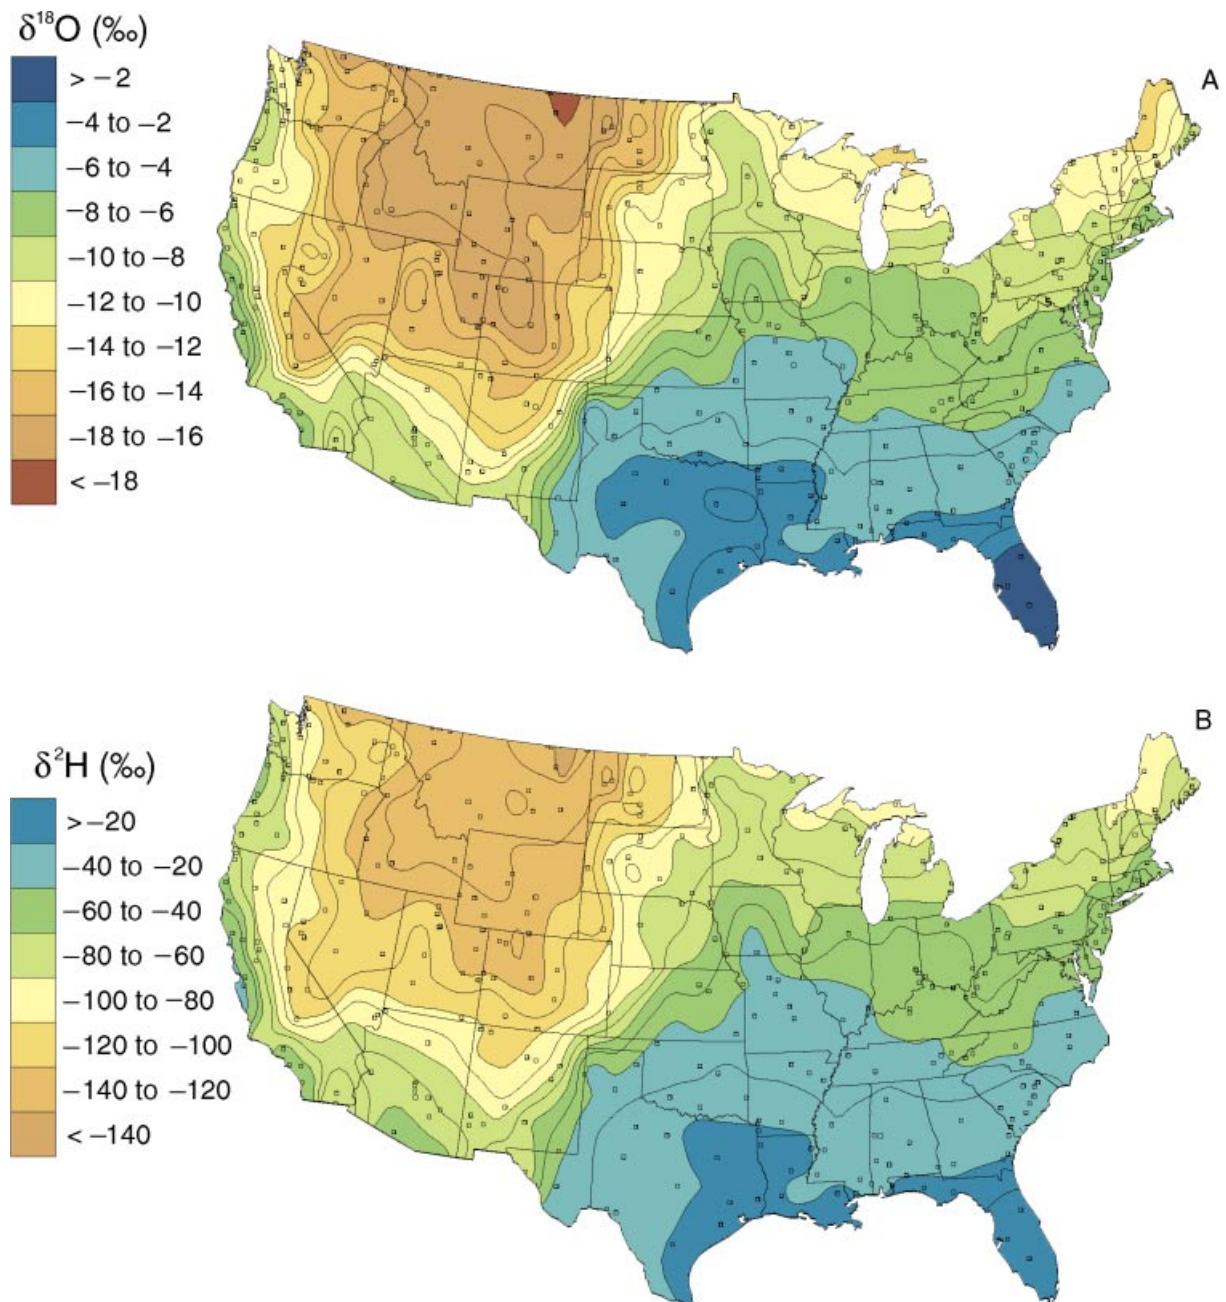 δ¹⁸O (‰)
> −2
−4 to −2
−6 to −4
−8 to −6
−10 to −8
−12 to −10
−14 to −12
−16 to −14
−18 to −16
< −18
A
δ²H (‰)
> −20
−40 to −20
−60 to −40
−80 to −60
−100 to −80
−120 to −100
−140 to −120
< −140
B